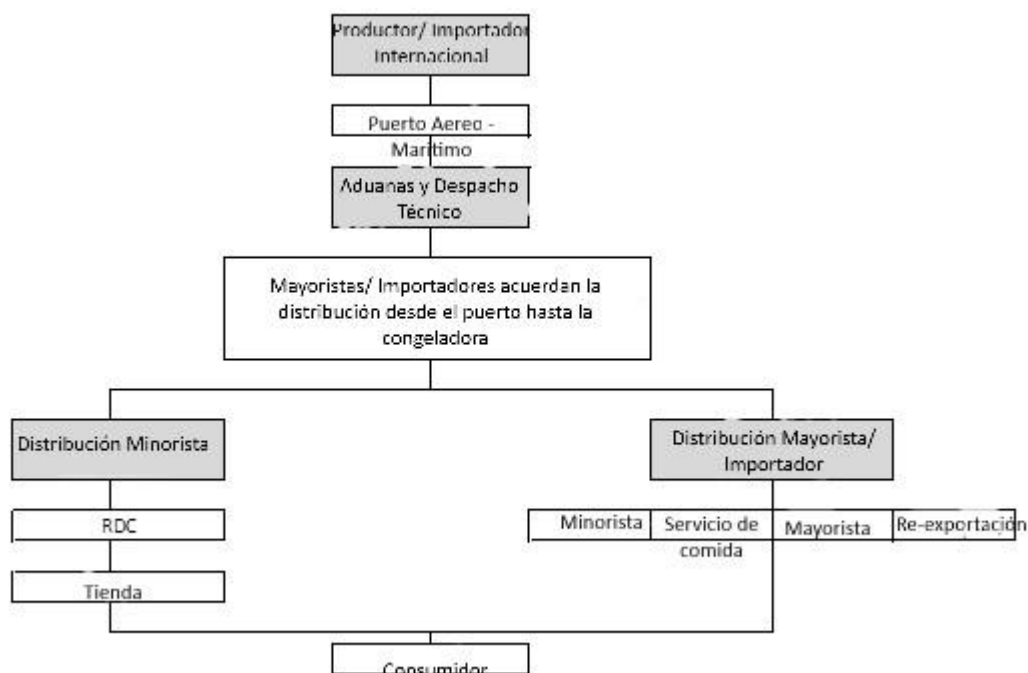 Productor/ Importador
Internacional
Puerto Aereo -
Marítimo
Aduanas y Despacho
Técnico
Mayoristas/ Importadores acuerdan la
distribución desde el puerto hasta la
congeladora
Distribución Minorista
Distribución Mayorista/
Importador
RDC
Minorista
Servicio de
comida
Mayorista
Re-exportación
Tienda
Consumidor